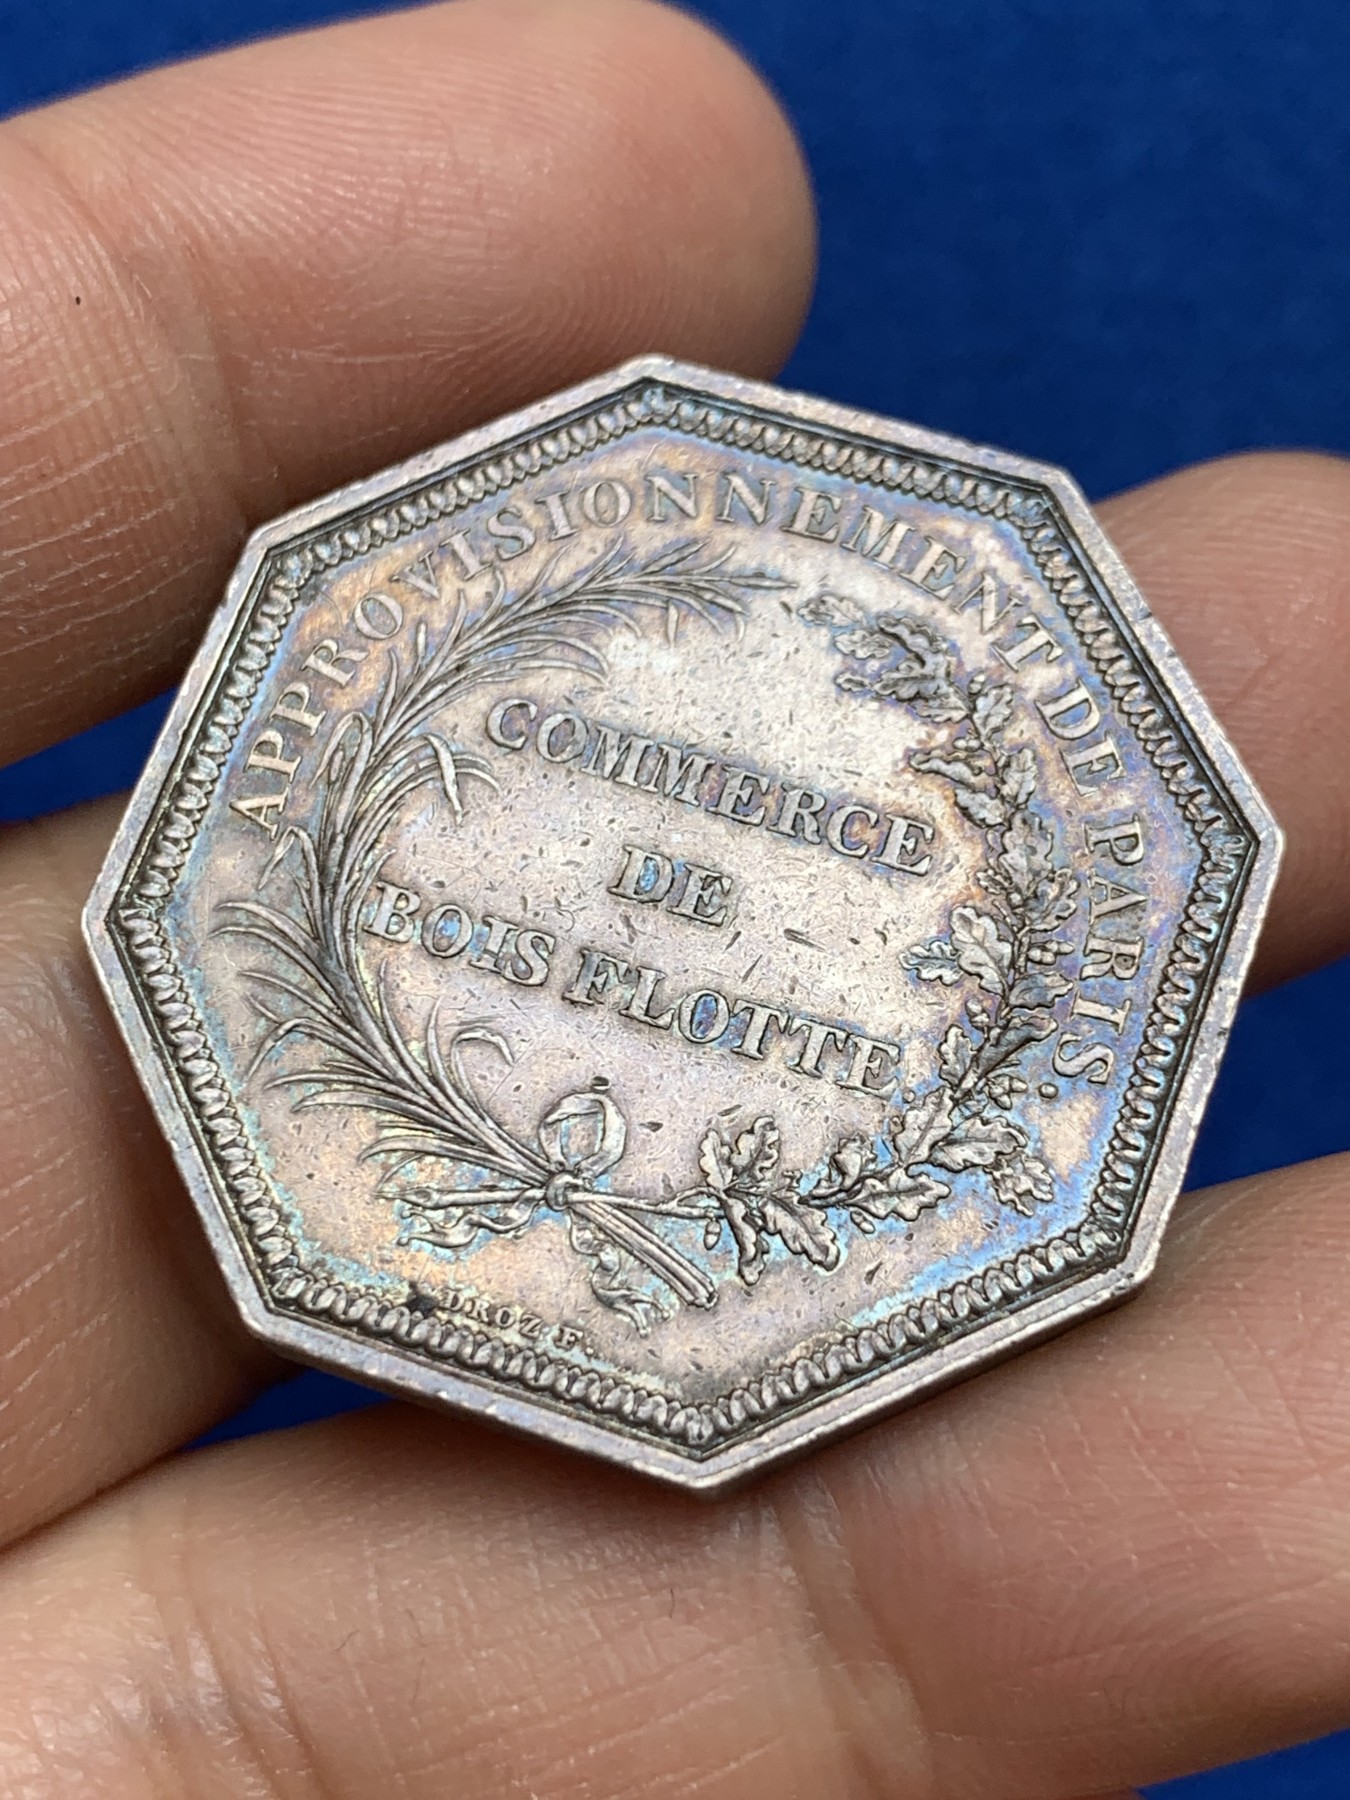 APPROVISIONNEMENT DE PARIS.
COMMERCE
DE
BOIS FLOTTE
DROZ F.